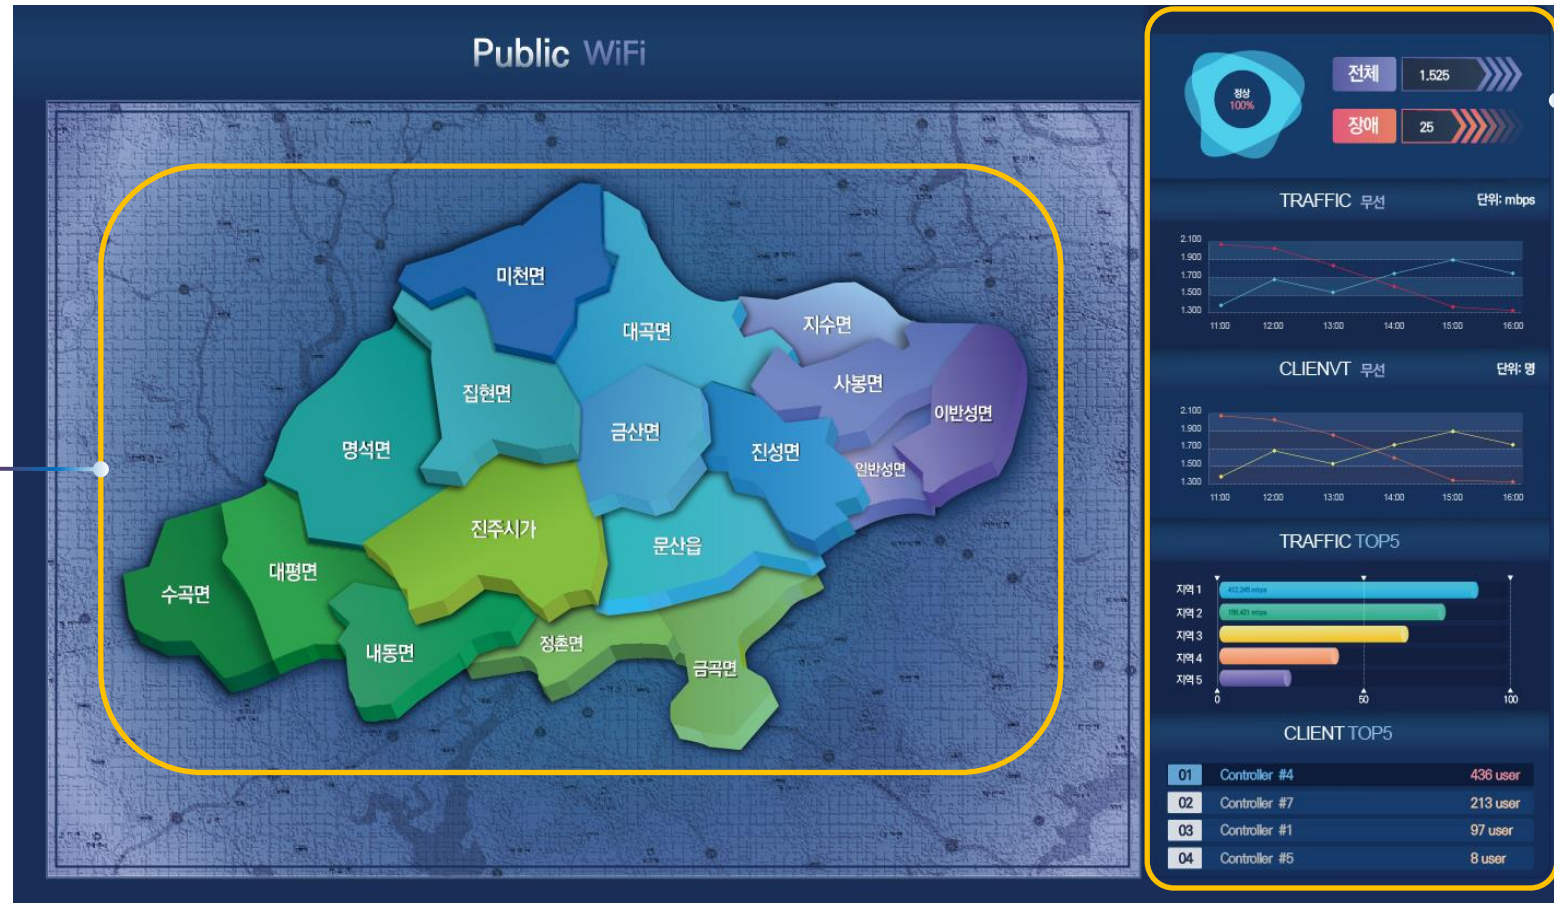 Public WiFi
미천면
대곡면
지수면
집현면
사봉면
이반성면
금산면
명석면
진성면
일반성면
진주시가
문산읍
대평면
수곡면
내동면
정촌면
금곡면
정상
100%
전체 1.525
장애 25
TRAFFIC 무선 단위: mbps
2.100
1.900
1.700
1.500
1.300
11:00 12:00 13:00 14:00 15:00 16:00
CLIENVT 무선 단위: 명
2.100
1.900
1.700
1.500
1.300
11:00 12:00 13:00 14:00 15:00 16:00
TRAFFIC TOP5
지역 1
지역 2
지역 3
지역 4
지역 5
0 50 100
CLIENT TOP5
01 Controller #4 436 user
02 Controller #7 213 user
03 Controller #1 97 user
04 Controller #5 8 user